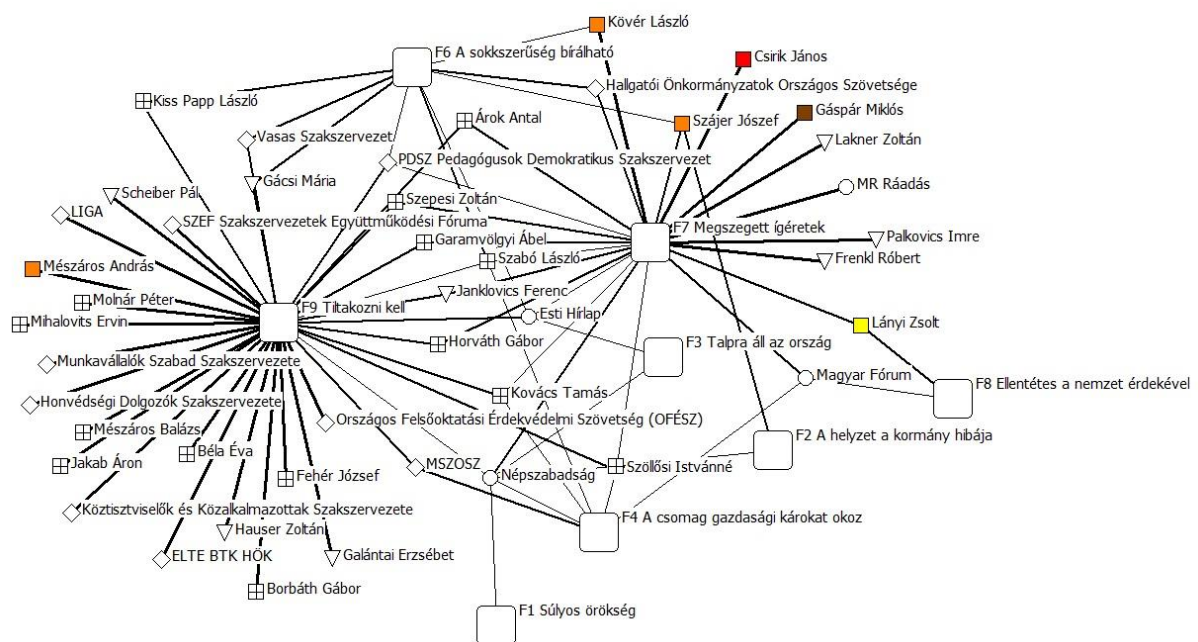 Kövér László
F6 A sokkszerűség bírálható
Csirik János
Hallgatói Önkormányzatok Országos Szövetsége
Kiss Papp László
Gáspár Miklós
Árok Antal
Szájer Jószef
Vasas Szakszervezet
Lakner Zoltán
PDSZ Pedagógusok Demokratikus Szakszervezet
Gácsi Mária
MR Ráadás
Scheiber Pál
Szepesi Zoltán
LIGA
SZEF Szakszervezetek Együttműködési Fóruma
F7 Megszegett ígéretek
Palkovics Imre
Garamvölgyi Ábel
Szabó László
Frenkl Róbert
Mészáros András
Janklovics Ferenc
Molnár Péter
F9 Tiltakozni kell
Esti Hírlap
Mihalovits Ervin
Lányi Zsolt
Horváth Gábor
F3 Talpra áll az ország
Munkavállalók Szabad Szakszervezete
Magyar Fórum
F8 Ellentétes a nemzet érdekével
Kovács Tamás
Honvédségi Dolgozók Szakszervezete
Országos Felsőoktatási Érdekvédelmi Szövetség (OFÉSZ)
Mészáros Balázs
F2 A helyzet a kormány hibája
Béla Éva
Jakab Áron
MSZOSZ
Szöllősi Istvánné
Fehér József
Népszabadság
Köztisztviselők és Közalkalmazottak Szakszervezete
F4 A csomag gazdasági károkat okoz
Hauser Zoltán
ELTE BTK HÖK
Galántai Erzsébet
Borbáth Gábor
F1 Súlyos örökség